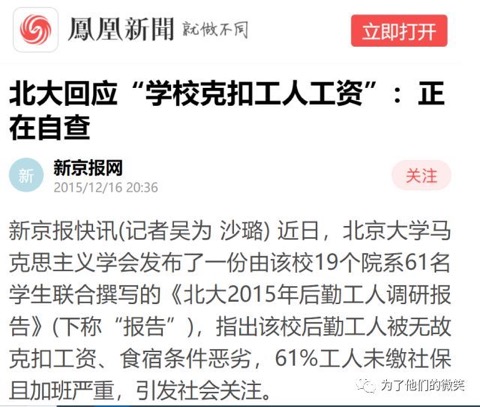 鳳凰新聞 就做不同 立即打开
北大回应“学校克扣工人工资”：正
在自查
新 新京报网 关注
2015/12/16 20:36
新京报快讯(记者吴为 沙璐) 近日，北京大学马
克思主义学会发布了一份由该校19个院系61名
学生联合撰写的《北大2015年后勤工人调研报
告》(下称“报告”)，指出该校后勤工人被无故
克扣工资、食宿条件恶劣，61%工人未缴社保
且加班严重，引发社会关注。
为了他们的微笑